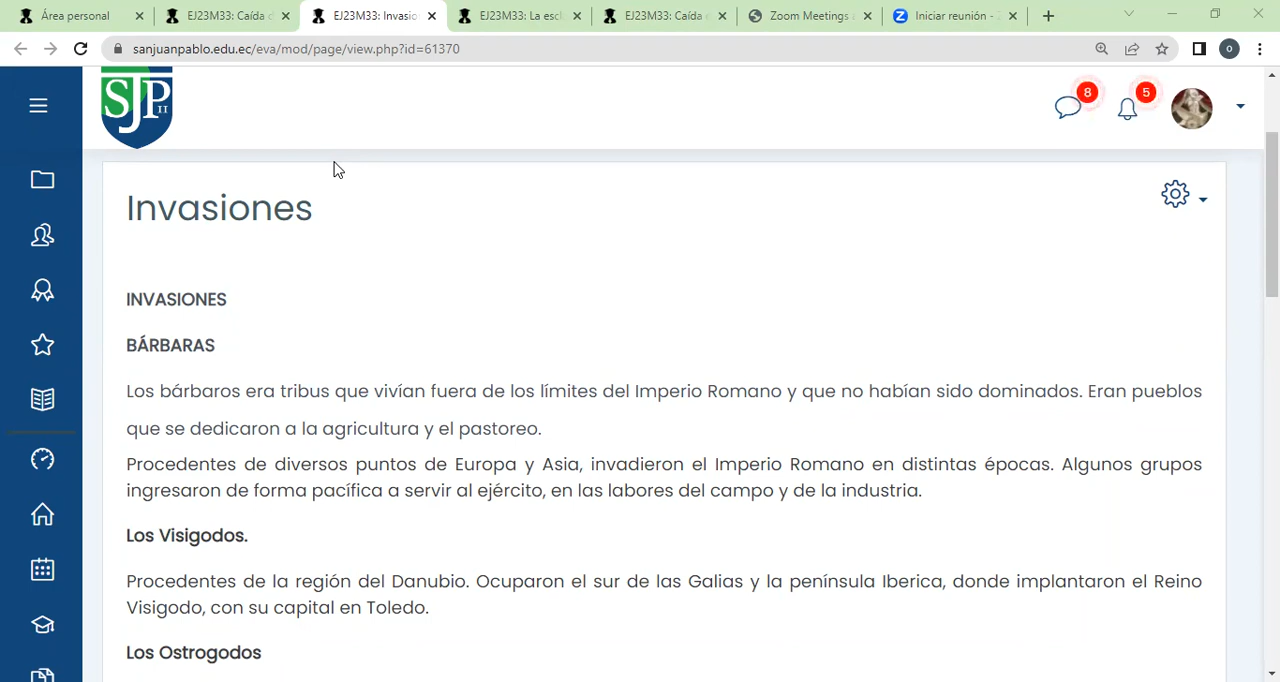 Área personal
EJ23M33: Caída d
EJ23M33: Invasio
EJ23M33: La escl
EJ23M33: Caída e
Zoom Meetings a
Iniciar reunión - Z
sanjuanpablo.edu.ec/eva/mod/page/view.php?id=61370
o
SJP II
8
5
Invasiones
INVASIONES
BÁRBARAS
Los bárbaros era tribus que vivían fuera de los límites del Imperio Romano y que no habían sido dominados. Eran pueblos
que se dedicaron a la agricultura y el pastoreo.
Procedentes de diversos puntos de Europa y Asia, invadieron el Imperio Romano en distintas épocas. Algunos grupos
ingresaron de forma pacífica a servir al ejército, en las labores del campo y de la industria.
Los Visigodos.
Procedentes de la región del Danubio. Ocuparon el sur de las Galias y la península Iberica, donde implantaron el Reino
Visigodo, con su capital en Toledo.
Los Ostrogodos